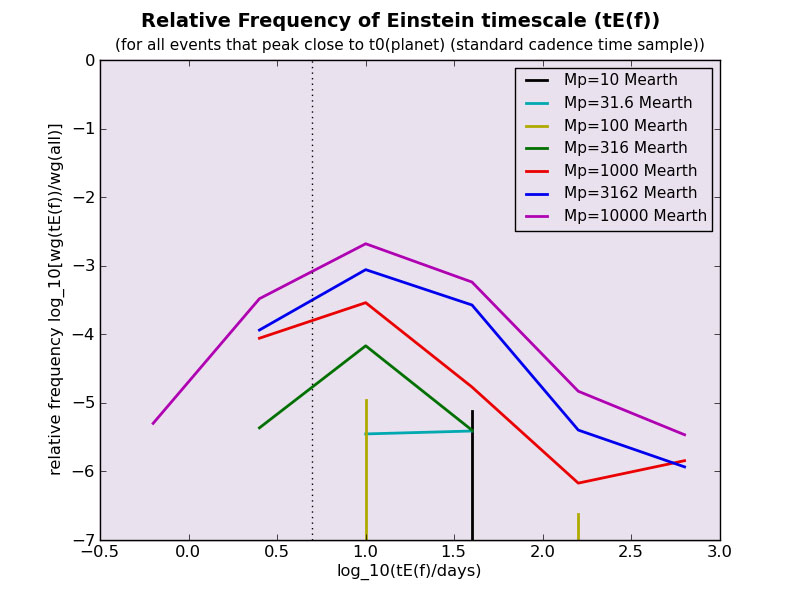 Relative Frequency of Einstein timescale (tE(f))
(for all events that peak close to t0(planet) (standard cadence time sample))
relative frequency log_10[wg(tE(f))/wg(all)]
0
−1
−2
−3
−4
−5
−6
−7
Mp=10 Mearth
Mp=31.6 Mearth
Mp=100 Mearth
Mp=316 Mearth
Mp=1000 Mearth
Mp=3162 Mearth
Mp=10000 Mearth
−0.5 0.0 0.5 1.0 1.5 2.0 2.5 3.0
log_10(tE(f)/days)